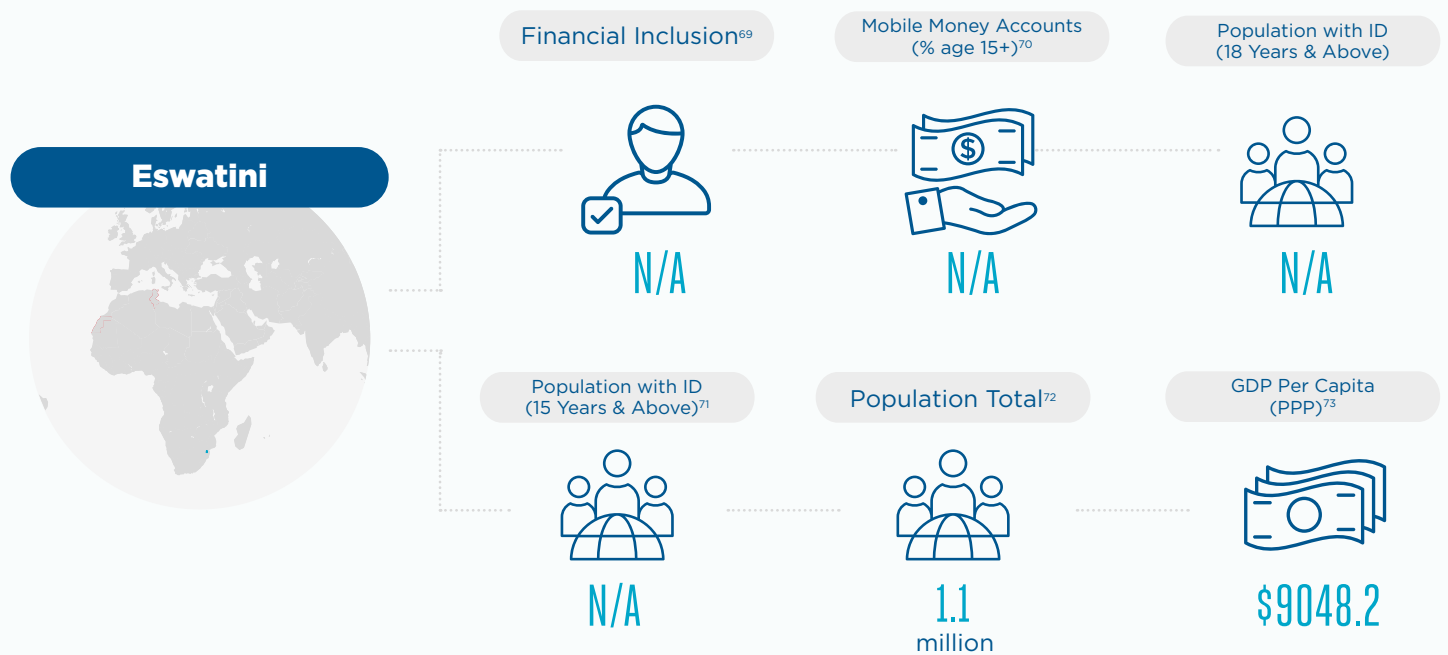 Financial Inclusion69
Mobile Money Accounts
(% age 15+)70
Population with ID
(18 Years & Above)
Eswatini
$
N/A
N/A
N/A
Population with ID
(15 Years & Above)71
Population Total72
GDP Per Capita
(PPP)73
N/A
1.1
million
$9048.2